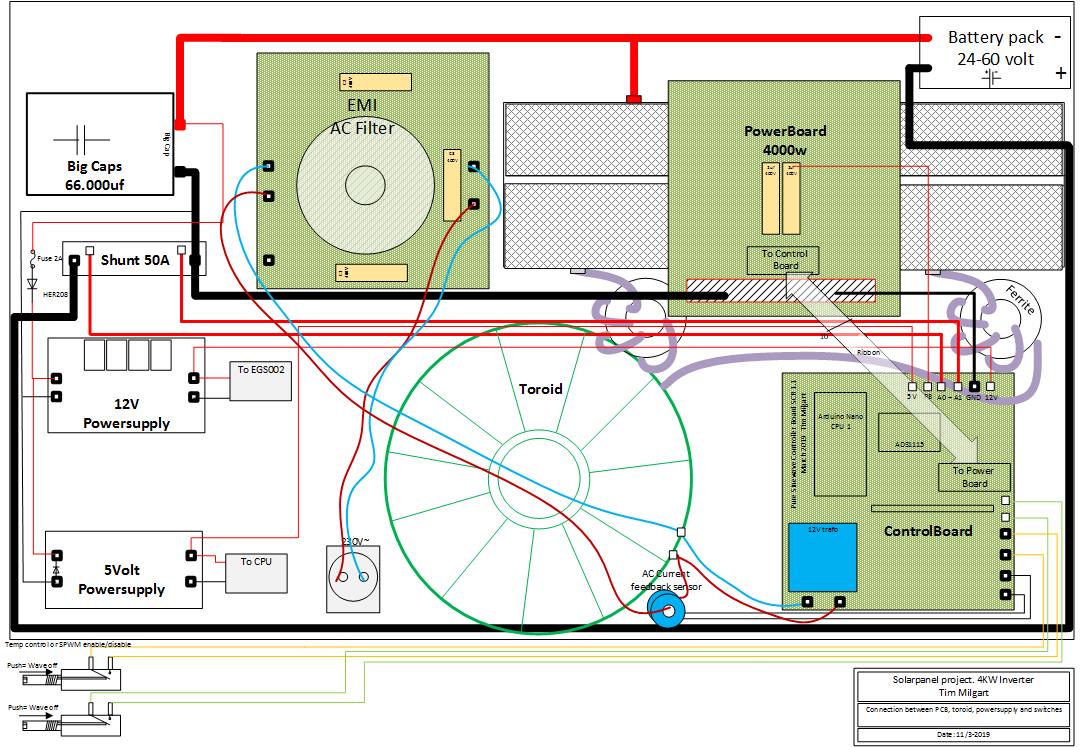 Battery pack -
24-60 volt
+
EMI
AC Filter
Big Cap
Big Caps
66.000uf
PowerBoard
4000w
To Control
Board
Fuse 2A
Shunt 50A
HER208
Ferrite
10
Ribbon
To EGS002
12V
Powersupply
Toroid
5V
A0 – A1
GND
12V
Pure Sinewave Controller Board SCB 1.1
March 2019 Tim Milgart
Arduino Nano
CPU 1
ADS1115
To Power
Board
ControlBoard
12V trafo
230V~
5Volt
Powersupply
To CPU
AC Current
feedback sensor
Temp control or SPWM enable/disable
Push= Wave off
Push= Wave off
Solarpanel project. 4KW Inverter
Tim Milgart
Connection between PCB, toroid, powersupply and switches
Date: 11/3-2019